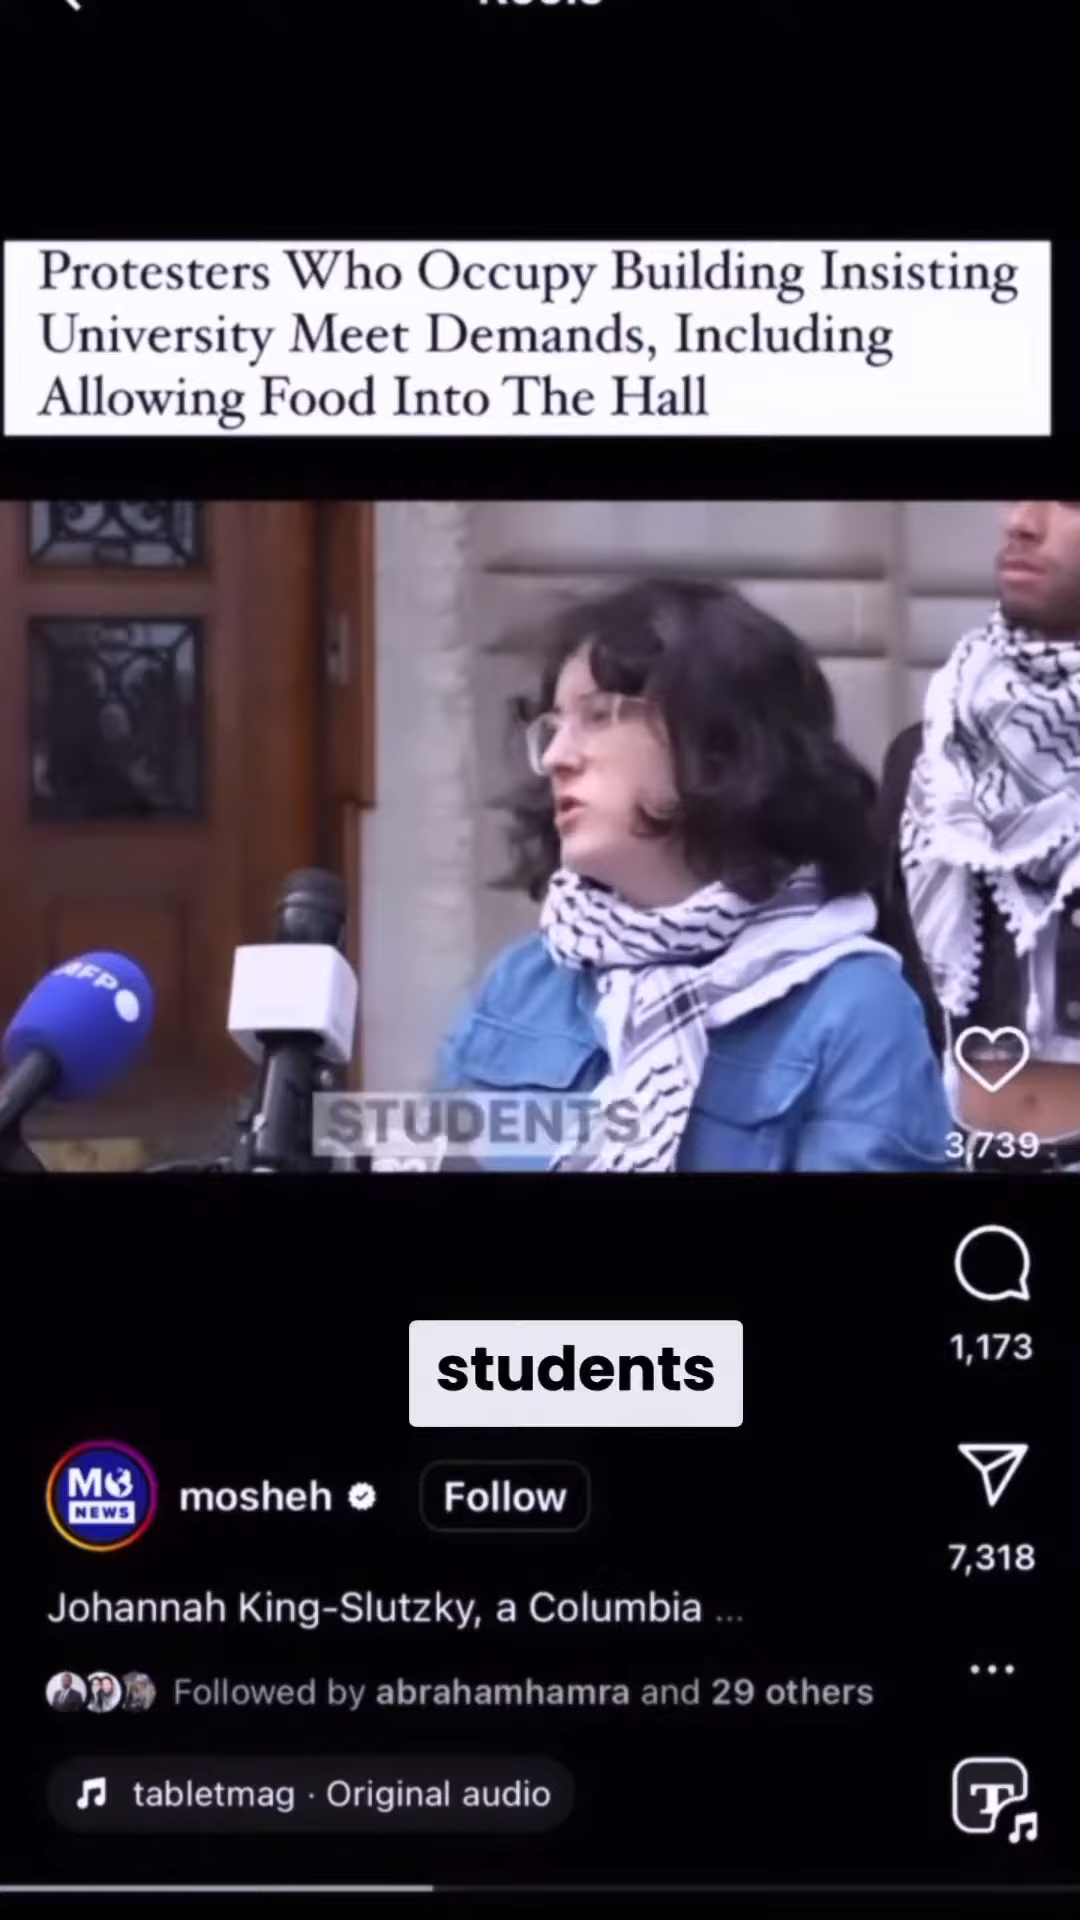 Protesters Who Occupy Building Insisting
University Meet Demands, Including
Allowing Food Into The Hall
AFP
STUDENTS
3,739
1,173
students
MO
NEWS
mosheh
Follow
7,318
Johannah King-Slutzky, a Columbia ...
Followed by abrahamhamra and 29 others
tabletmag · Original audio